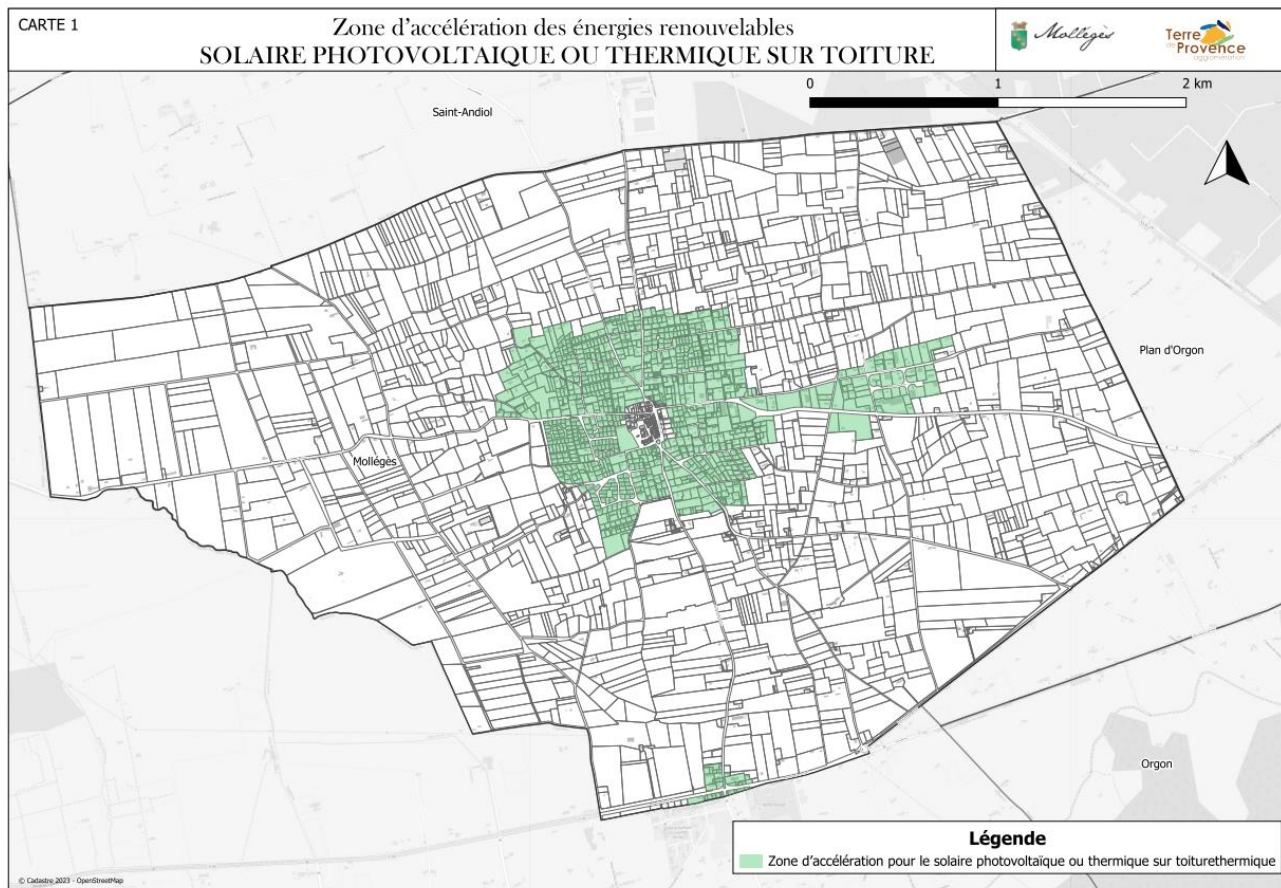 CARTE 1
Zone d'accélération des énergies renouvelables
SOLAIRE PHOTOVOLTAIQUE OU THERMIQUE SUR TOITURE
Mollégès
Terre de Provence
agglomération
0 1 2 km
Saint-Andiol
Plan d'Orgon
Mollégès
Orgon
Légende
Zone d'accélération pour le solaire photovoltaïque ou thermique sur toiturethermique
© Cadastre 2023 - OpenStreetMap